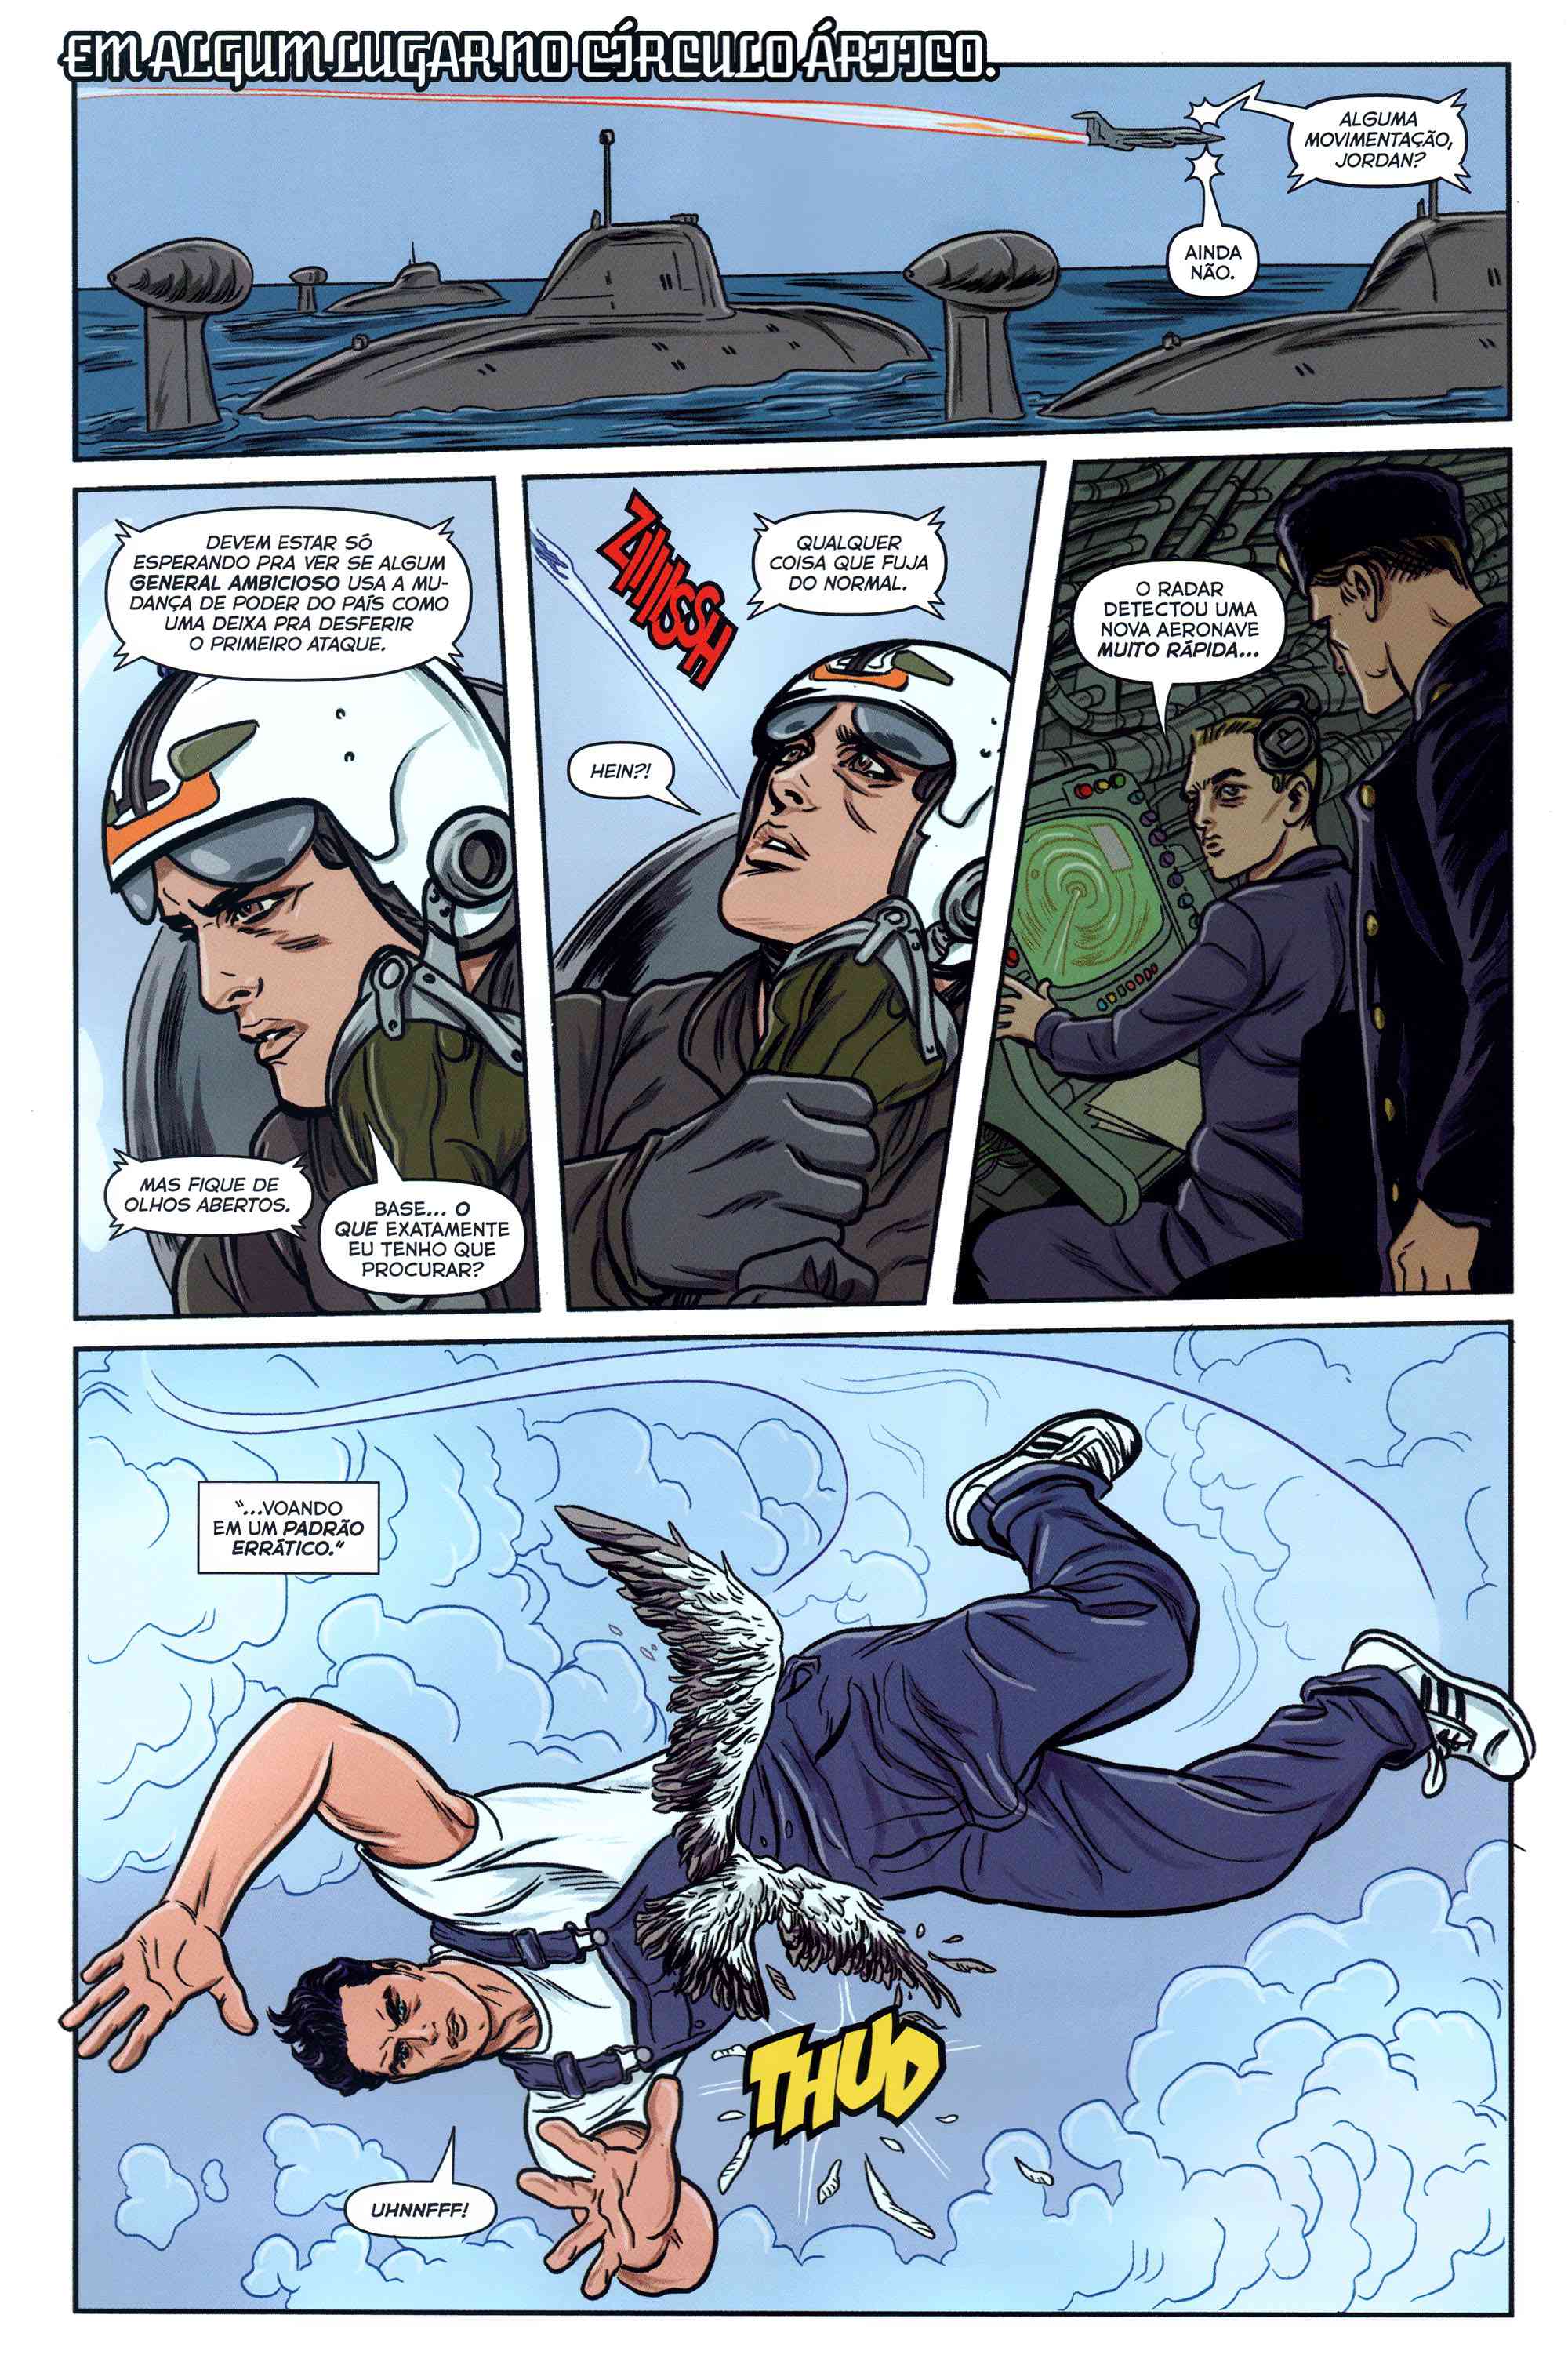 EM ALGUM LUGAR NO CÍRCULO ÁRTICO.
ALGUMA
MOVIMENTAÇÃO,
JORDAN?
AINDA
NÃO.
DEVEM ESTAR SÓ
ESPERANDO PRA VER SE ALGUM
GENERAL AMBICIOSO USA A MU-
DANÇA DE PODER DO PAÍS COMO
UMA DEIXA PRA DESFERIR
O PRIMEIRO ATAQUE.
MAS FIQUE DE
OLHOS ABERTOS.
BASE... O
QUE EXATAMENTE
EU TENHO QUE
PROCURAR?
QUALQUER
COISA QUE FUJA
DO NORMAL.
ZIIIISSH
HEIN?!
O RADAR
DETECTOU UMA
NOVA AERONAVE
MUITO RÁPIDA...
"...VOANDO
EM UM PADRÃO
ERRÁTICO."
THUD
UHNNFFF!